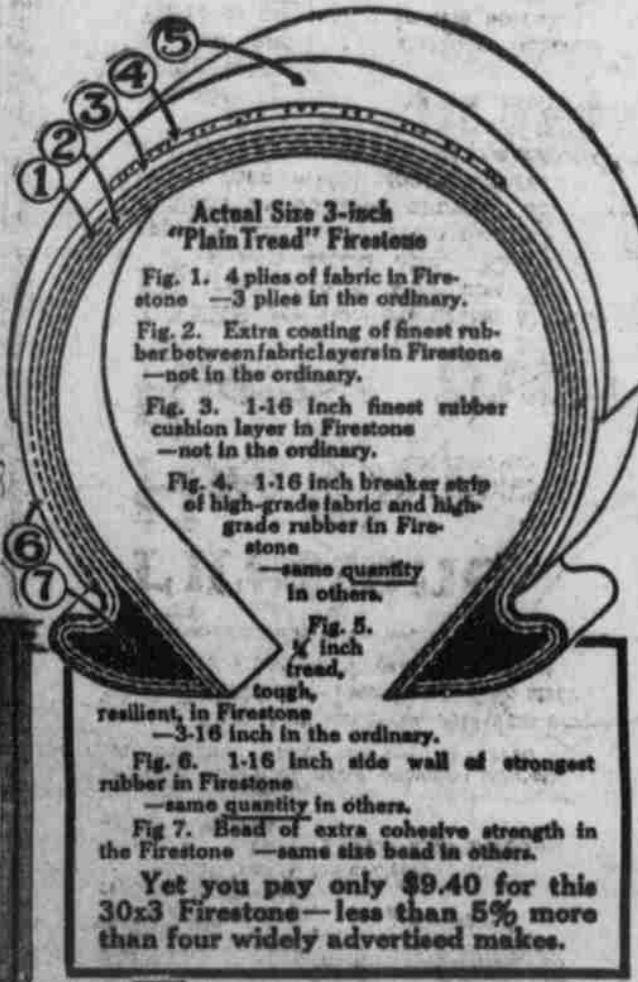 5
4
3
2
1
Actual Size 3-inch
"Plain Tread" Firestone
Fig. 1. 4 plies of fabric in Fire-
stone —3 plies in the ordinary.
Fig. 2. Extra coating of finest rub-
ber between fabric layers in Firestone
—not in the ordinary.
Fig. 3. 1-16 inch finest rubber
cushion layer in Firestone
—not in the ordinary.
Fig. 4. 1-16 inch breaker strip
of high-grade fabric and high-
grade rubber in Fire-
stone
—same quantity
in others.
6
7
Fig. 5.
¼ inch
tread,
tough,
resilient, in Firestone
—3-16 inch in the ordinary.
Fig. 6. 1-16 inch side wall of strongest
rubber in Firestone
—same quantity in others.
Fig 7. Bead of extra cohesive strength in
the Firestone —same size bead in others.
Yet you pay only $9.40 for this
30x3 Firestone—less than 5% more
than four widely advertised makes.